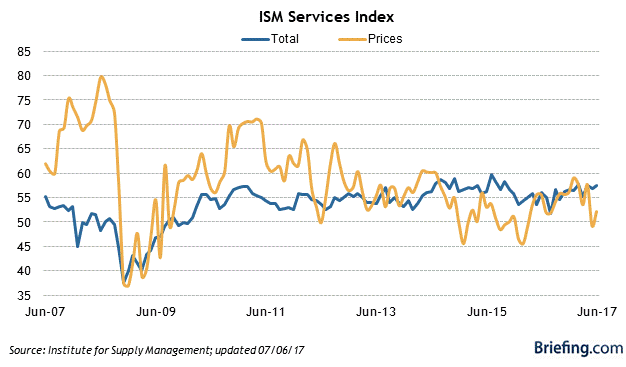 ISM Services Index
Total Prices
85
80
75
70
65
60
55
50
45
40
35
Jun-07 Jun-09 Jun-11 Jun-13 Jun-15 Jun-17
Source: Institute for Supply Management; updated 07/06/17
Briefing.com